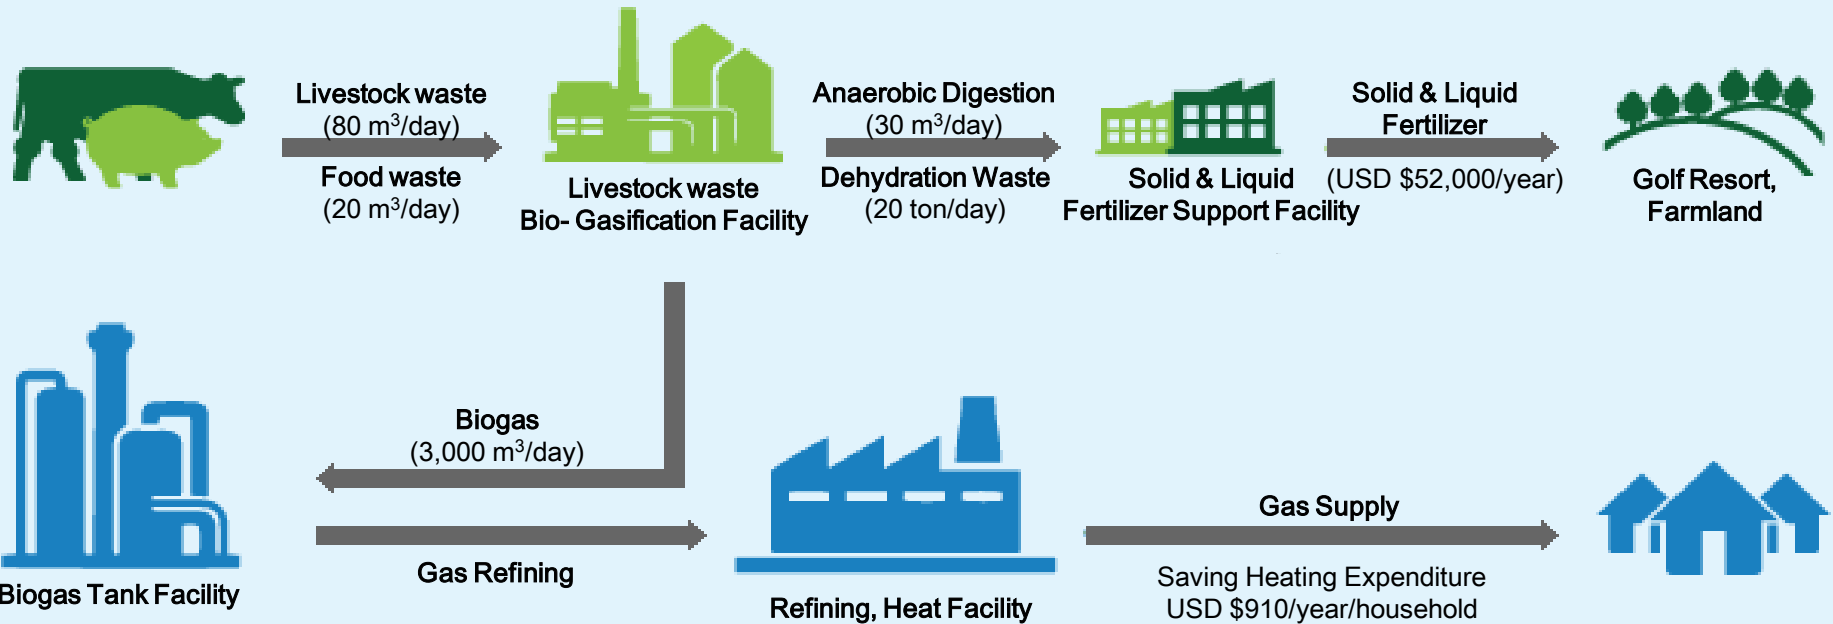 Livestock waste
(80 m³/day)
Food waste
(20 m³/day)
Livestock waste
Bio- Gasification Facility
Anaerobic Digestion
(30 m³/day)
Dehydration Waste
(20 ton/day)
Solid & Liquid
Fertilizer Support Facility
Solid & Liquid
Fertilizer
(USD $52,000/year)
Golf Resort,
Farmland
Biogas
(3,000 m³/day)
Biogas Tank Facility
Gas Refining
Refining, Heat Facility
Gas Supply
Saving Heating Expenditure
USD $910/year/household